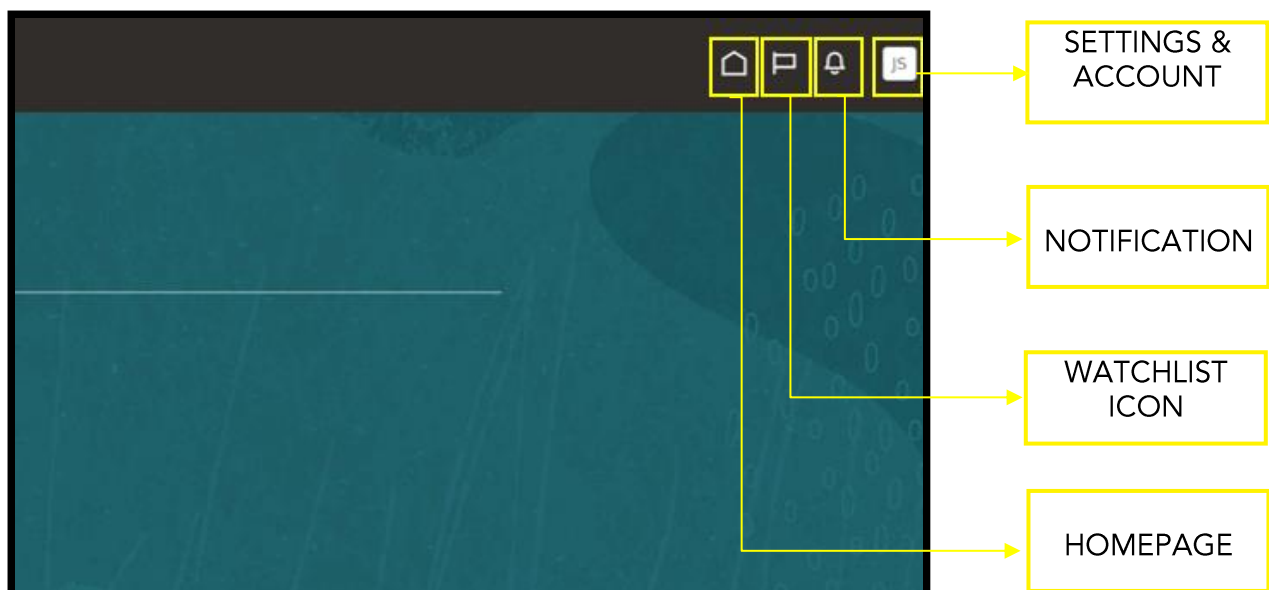 JS
SETTINGS &
ACCOUNT
NOTIFICATION
WATCHLIST
ICON
HOMEPAGE